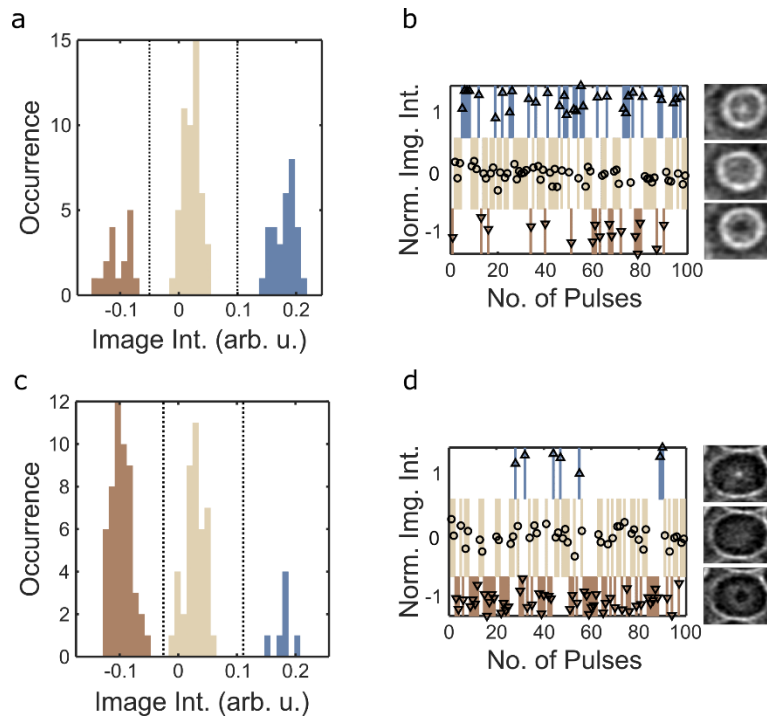 a
15
10
5
0
Occurrence
-0.1 0 0.1 0.2
Image Int. (arb. u.)
b
1
0
-1
Norm. Img. Int.
0 20 40 60 80 100
No. of Pulses
c
12
10
8
6
4
2
0
Occurrence
-0.1 0 0.1 0.2
Image Int. (arb. u.)
d
1
0
-1
Norm. Img. Int.
0 20 40 60 80 100
No. of Pulses